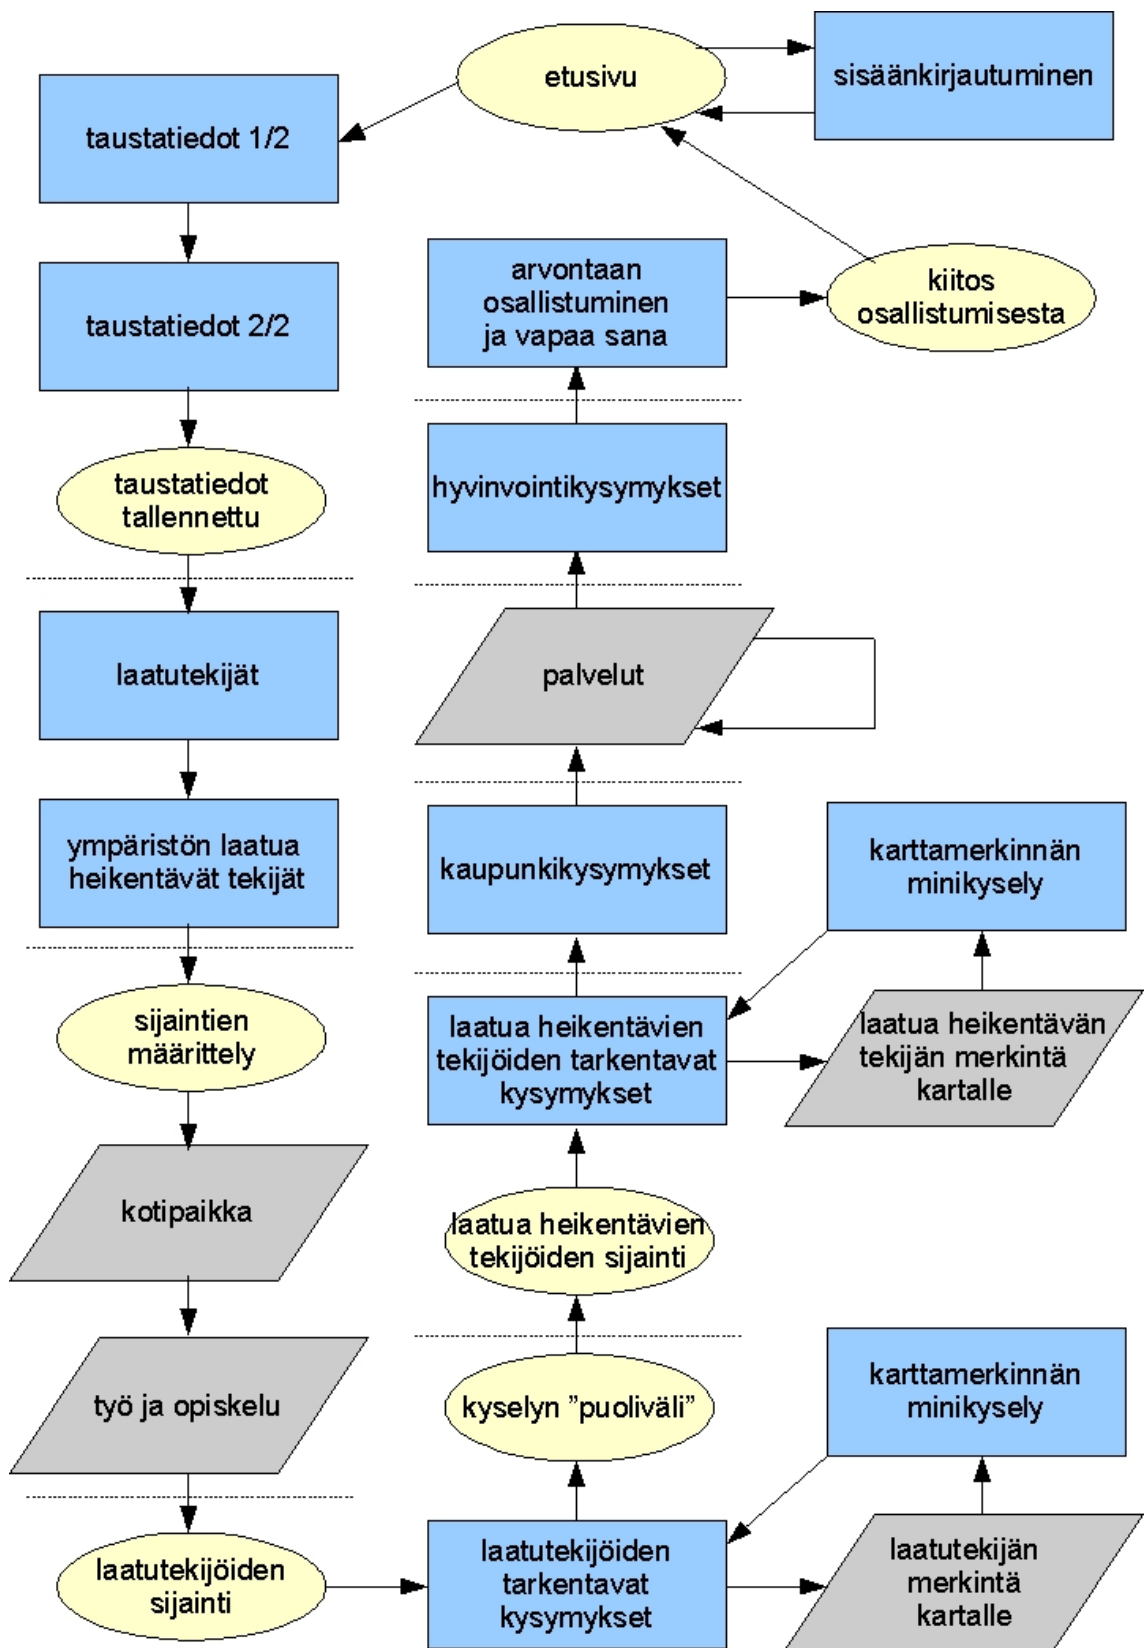 etusivu
sisäänkirjautuminen
taustatiedot 1/2
taustatiedot 2/2
taustatiedot
tallennettu
laatutekijät
ympäristön laatua
heikentävät tekijät
sijaintien
määrittely
kotipaikka
työ ja opiskelu
laatutekijöiden
sijainti
laatutekijöiden
tarkentavat
kysymykset
laatutekijän
merkintä
kartalle
karttamerkinnän
minikysely
kyselyn ”puoliväli”
laatua heikentävien
tekijöiden sijainti
laatua heikentävien
tekijöiden tarkentavat
kysymykset
laatua heikentävän
tekijän merkintä
kartalle
karttamerkinnän
minikysely
kaupunkikysymykset
palvelut
hyvinvointikysymykset
arvontaan
osallistuminen
ja vapaa sana
kiitos
osallistumisesta